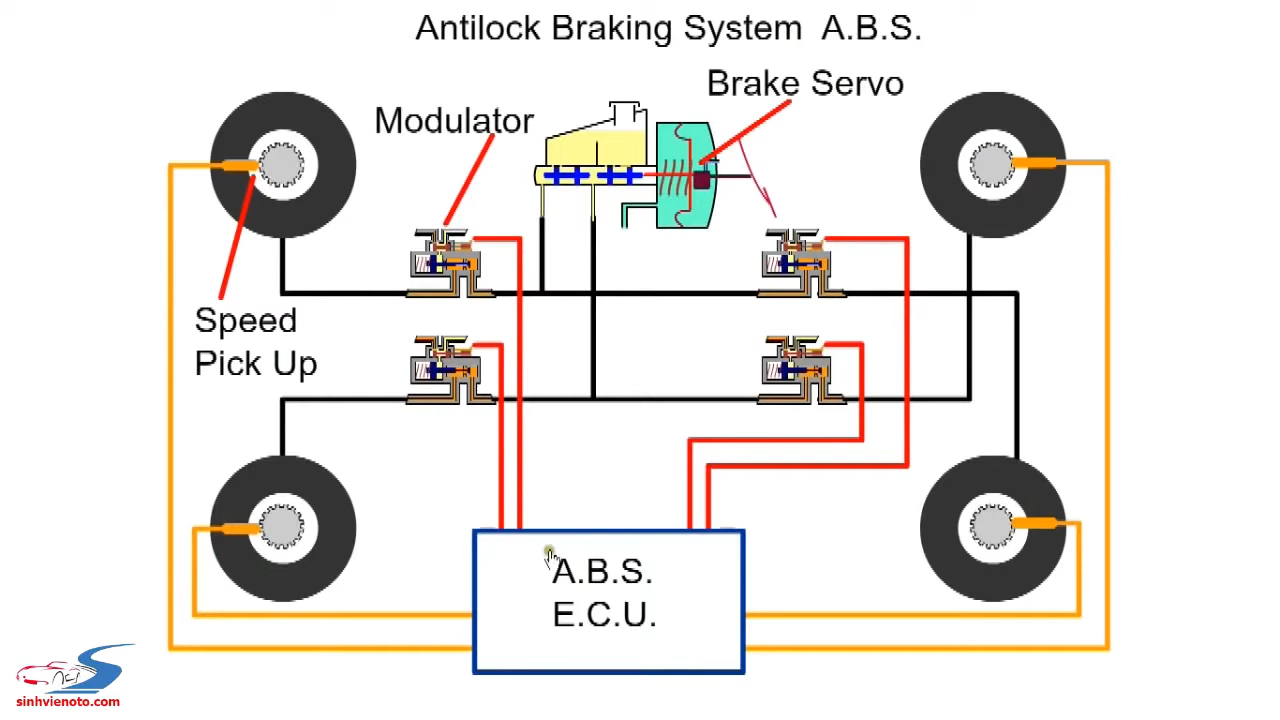 Antilock Braking System A.B.S.
Brake Servo
Modulator
Speed
Pick Up
A.B.S.
E.C.U.
sinhvienoto.com